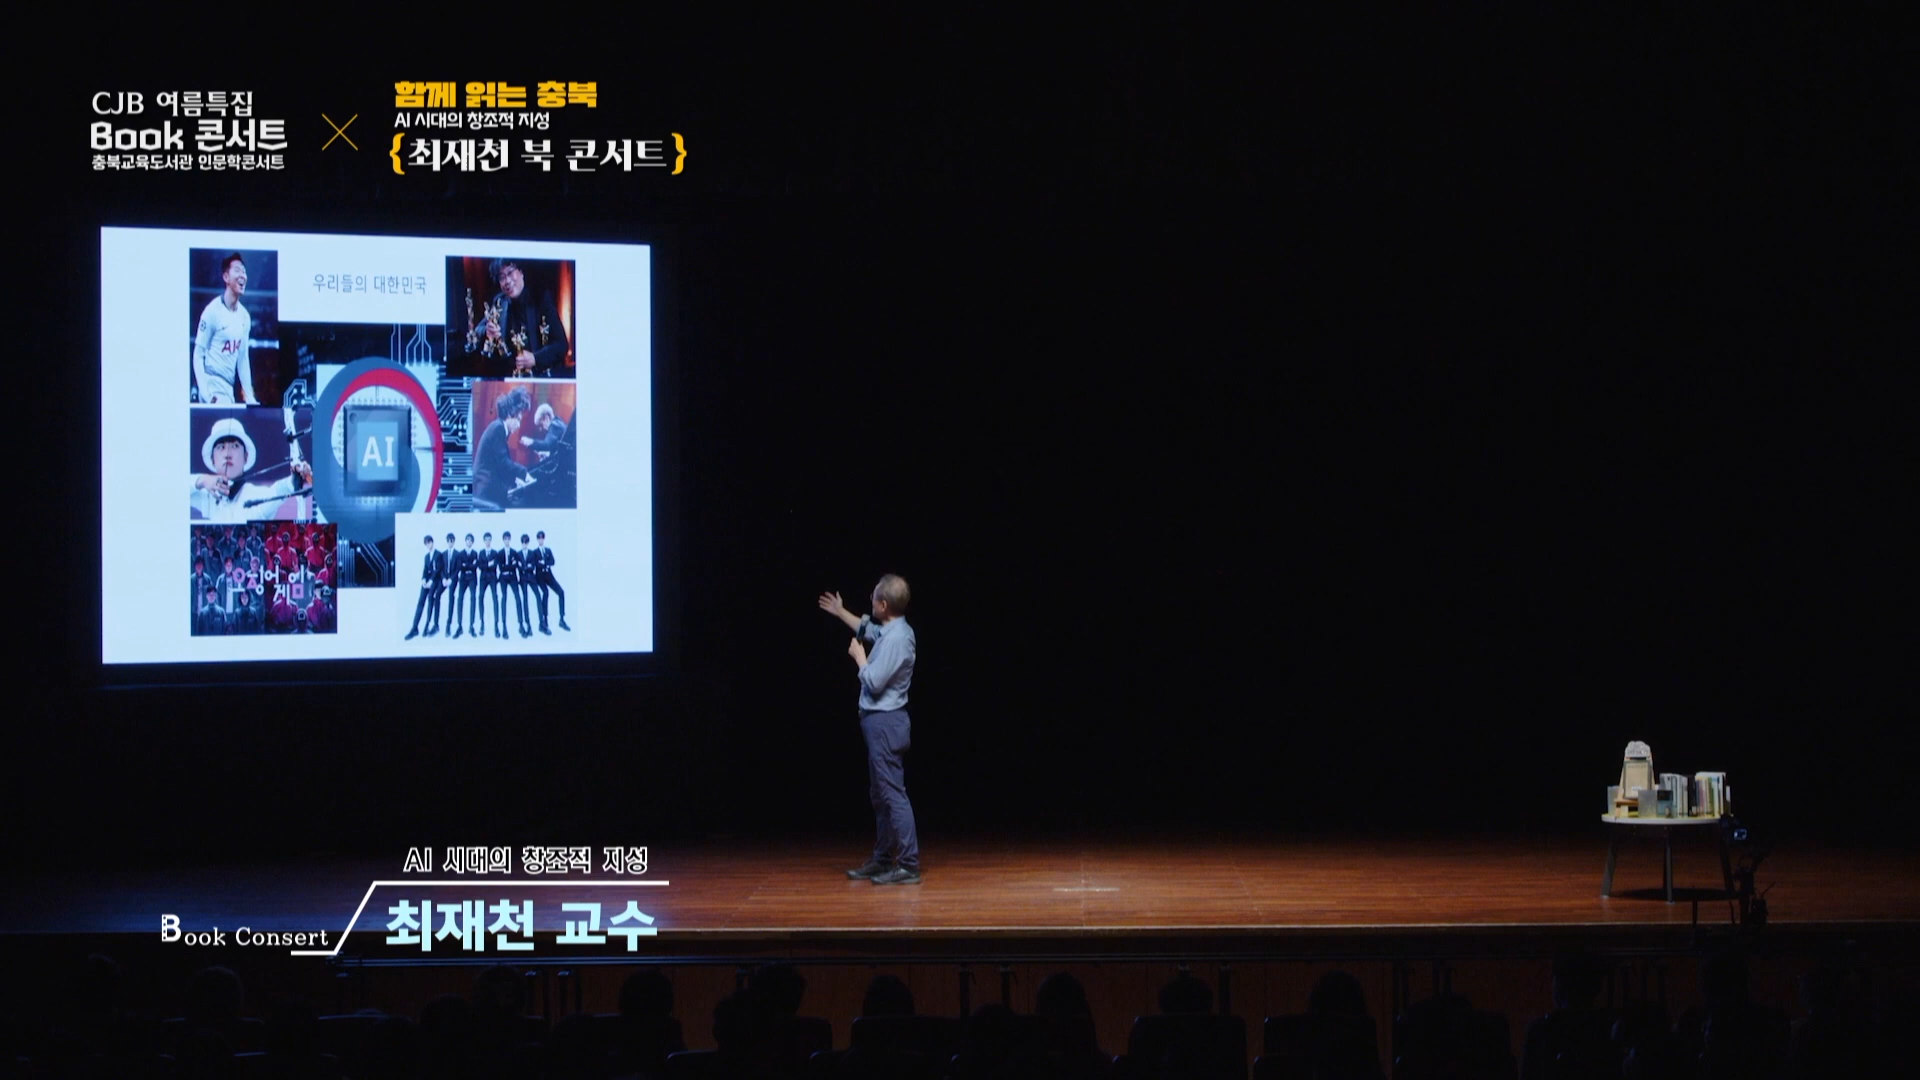 CJB 여름특집
Book 콘서트
충북교육도서관 인문학콘서트
함께 읽는 충북
AI 시대의 창조적 지성
{최재천 북 콘서트}
우리들의 대한민국
AIA
AI
오징어게임
AI 시대의 창조적 지성
Book Consert
최재천 교수